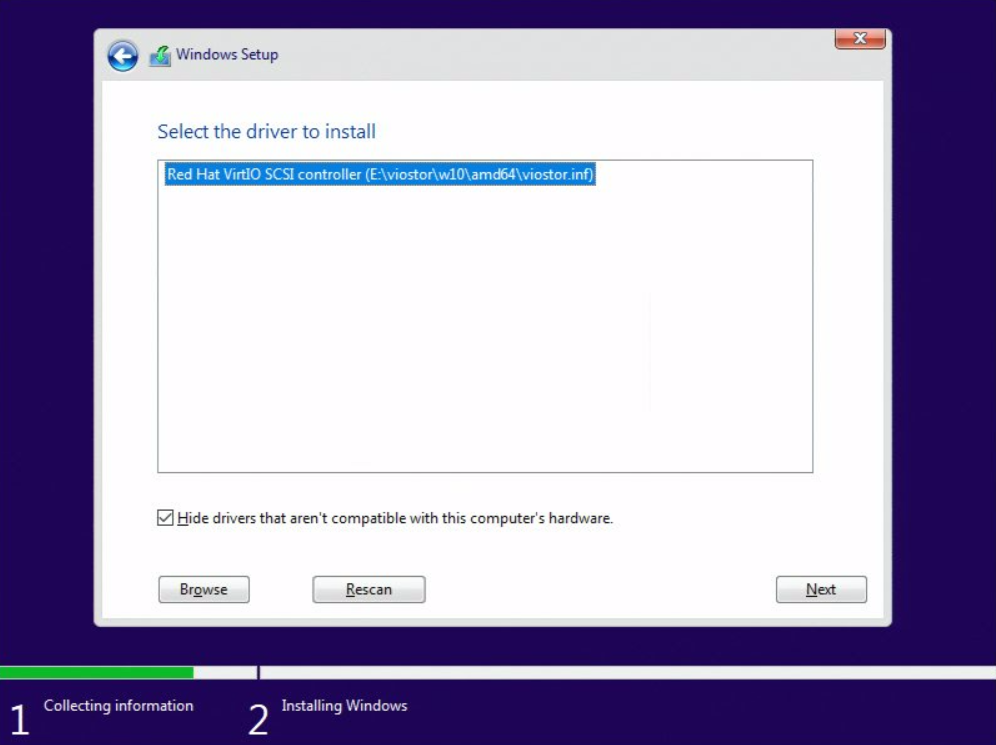 Windows Setup
Select the driver to install
Red Hat VirtIO SCSI controller (E:\viostor\w10\amd64\viostor.inf)
Hide drivers that aren't compatible with this computer's hardware.
Browse Rescan Next
1 Collecting information 2 Installing Windows